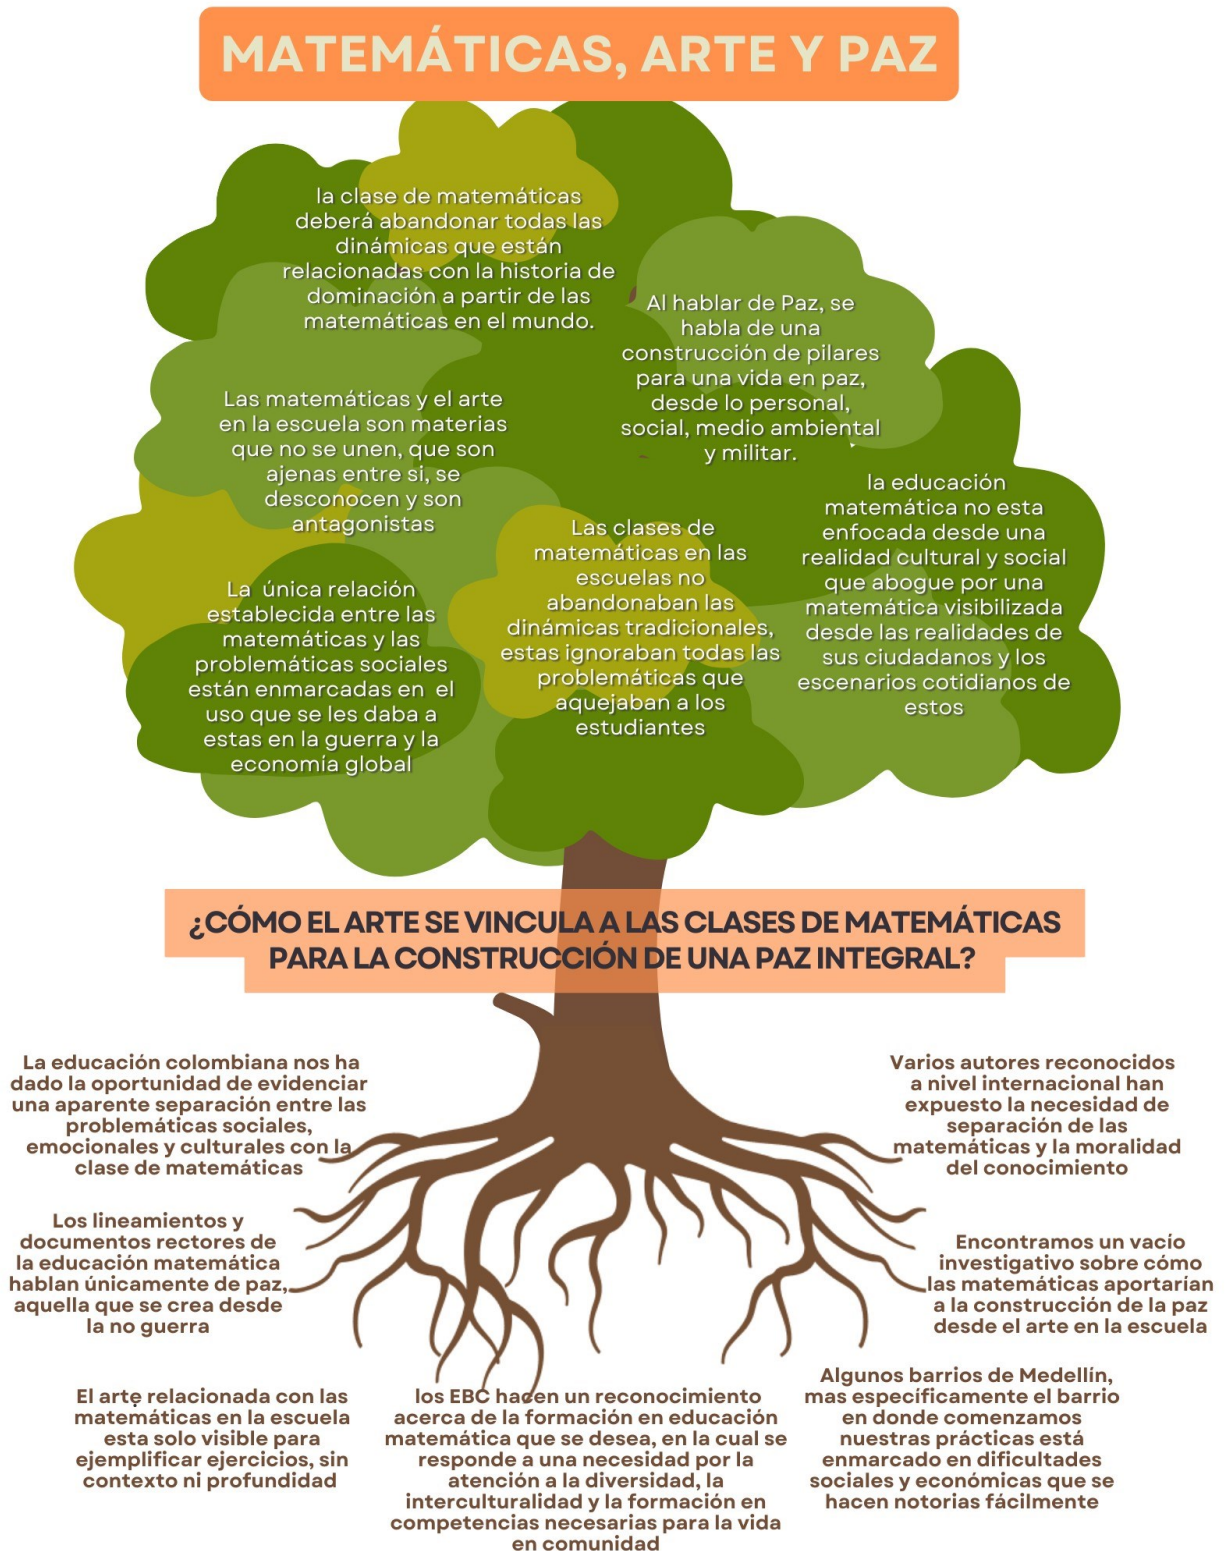 MATEMÁTICAS, ARTE Y PAZ
la clase de matemáticas
deberá abandonar todas las
dinámicas que están
relacionadas con la historia de
dominación a partir de las
matemáticas en el mundo.
Al hablar de Paz, se
habla de una
construcción de pilares
para una vida en paz,
desde lo personal,
social, medio ambiental
y militar.
Las matemáticas y el arte
en la escuela son materias
que no se unen, que son
ajenas entre si, se
desconocen y son
antagonistas
la educación
matemática no esta
enfocada desde una
realidad cultural y social
que abogue por una
matemática visibilizada
desde las realidades de
sus ciudadanos y los
escenarios cotidianos de
estos
Las clases de
matemáticas en las
escuelas no
abandonaban las
dinámicas tradicionales,
estas ignoraban todas las
problemáticas que
aquejaban a los
estudiantes
La única relación
establecida entre las
matemáticas y las
problemáticas sociales
están enmarcadas en el
uso que se les daba a
estas en la guerra y la
economía global
¿CÓMO EL ARTE SE VINCULA A LAS CLASES DE MATEMÁTICAS
PARA LA CONSTRUCCIÓN DE UNA PAZ INTEGRAL?
La educación colombiana nos ha
dado la oportunidad de evidenciar
una aparente separación entre las
problemáticas sociales,
emocionales y culturales con la
clase de matemáticas
Varios autores reconocidos
a nivel internacional han
expuesto la necesidad de
separación de las
matemáticas y la moralidad
del conocimiento
Los lineamientos y
documentos rectores de
la educación matemática
hablan únicamente de paz,
aquella que se crea desde
la no guerra
Encontramos un vacío
investigativo sobre cómo
las matemáticas aportarían
a la construcción de la paz
desde el arte en la escuela
El arte relacionada con las
matemáticas en la escuela
esta solo visible para
ejemplificar ejercicios, sin
contexto ni profundidad
los EBC hacen un reconocimiento
acerca de la formación en educación
matemática que se desea, en la cual se
responde a una necesidad por la
atención a la diversidad, la
interculturalidad y la formación en
competencias necesarias para la vida
en comunidad
Algunos barrios de Medellín,
mas específicamente el barrio
en donde comenzamos
nuestras prácticas está
enmarcado en dificultades
sociales y económicas que se
hacen notorias fácilmente